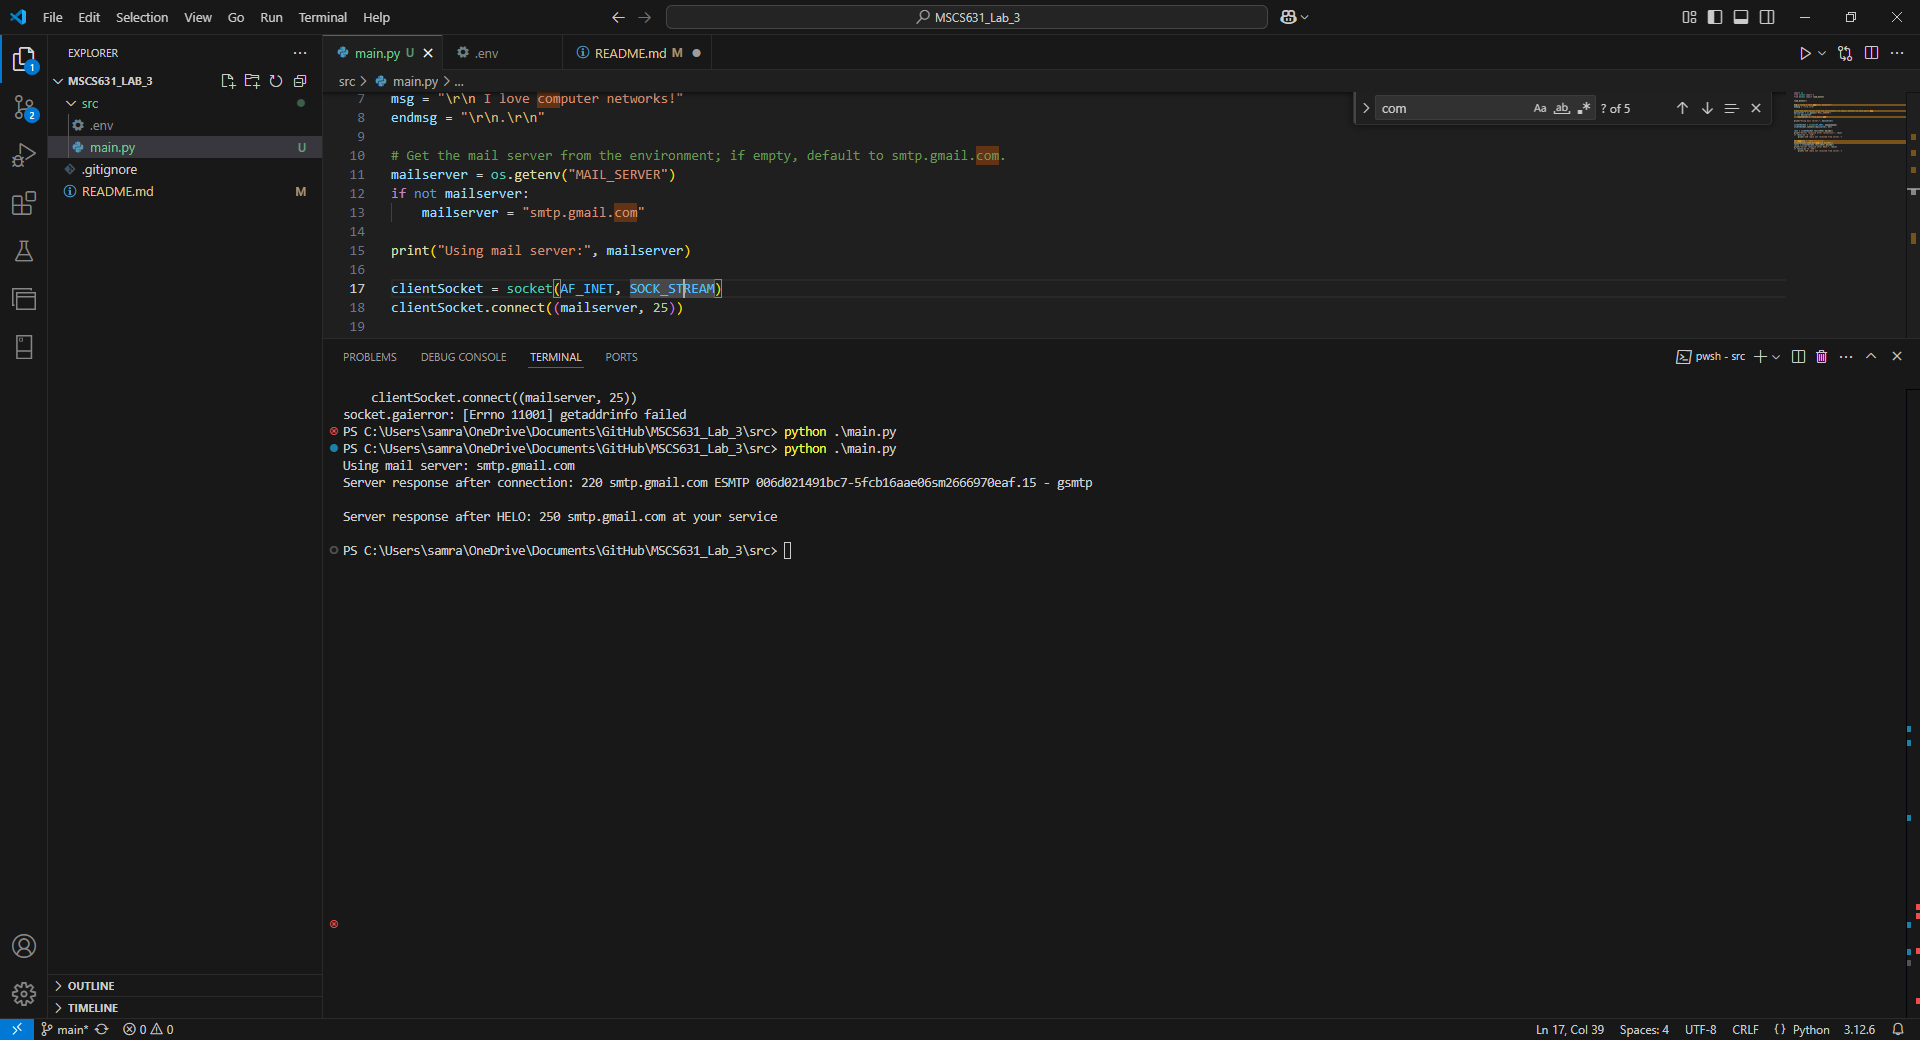 File Edit Selection View Go Run Terminal Help
MSCS631_Lab_3
EXPLORER
MSCS631_LAB_3
src
.env
main.py U
.gitignore
README.md M
OUTLINE
TIMELINE
main.py U
.env
README.md M
src > main.py > ...
com
Aa ab .* ? of 5
7 msg = "\r\n I love computer networks!"
8 endmsg = "\r\n.\r\n"
9
10 # Get the mail server from the environment; if empty, default to smtp.gmail.com.
11 mailserver = os.getenv("MAIL_SERVER")
12 if not mailserver:
13 mailserver = "smtp.gmail.com"
14
15 print("Using mail server:", mailserver)
16
17 clientSocket = socket(AF_INET, SOCK_STREAM)
18 clientSocket.connect((mailserver, 25))
19
PROBLEMS DEBUG CONSOLE TERMINAL PORTS
pwsh - src
clientSocket.connect((mailserver, 25))
socket.gaierror: [Errno 11001] getaddrinfo failed
PS C:\Users\samra\OneDrive\Documents\GitHub\MSCS631_Lab_3\src> python .\main.py
PS C:\Users\samra\OneDrive\Documents\GitHub\MSCS631_Lab_3\src> python .\main.py
Using mail server: smtp.gmail.com
Server response after connection: 220 smtp.gmail.com ESMTP 006d021491bc7-5fcb16aae06sm2666970eaf.15 - gsmtp
Server response after HELO: 250 smtp.gmail.com at your service
PS C:\Users\samra\OneDrive\Documents\GitHub\MSCS631_Lab_3\src>
1
2
main* 0 0
Ln 17, Col 39 Spaces: 4 UTF-8 CRLF {} Python 3.12.6